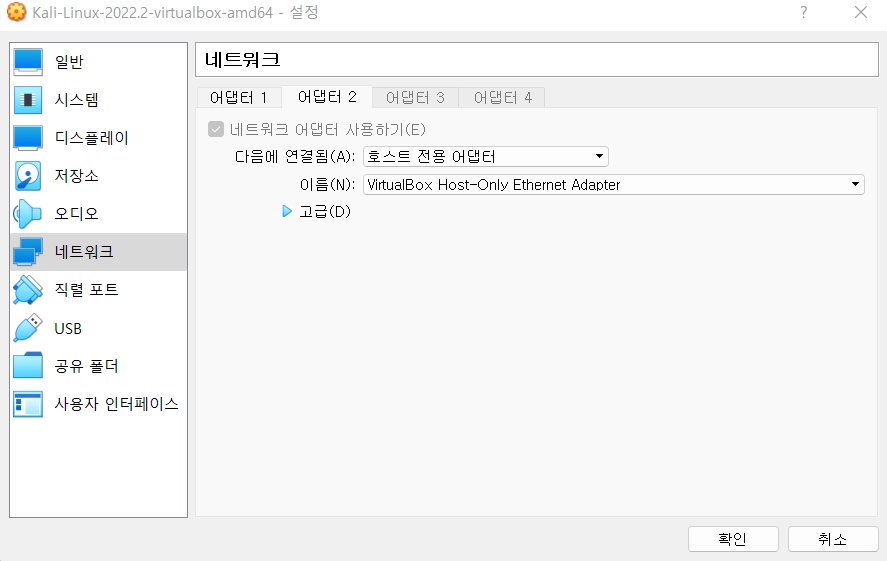 Kali-Linux-2022.2-virtualbox-amd64 - 설정
?
일반
시스템
디스플레이
저장소
오디오
네트워크
직렬 포트
USB
공유 폴더
사용자 인터페이스
네트워크
어댑터 1 어댑터 2 어댑터 3 어댑터 4
네트워크 어댑터 사용하기(E)
다음에 연결됨(A): 호스트 전용 어댑터
이름(N): VirtualBox Host-Only Ethernet Adapter
고급(D)
확인 취소